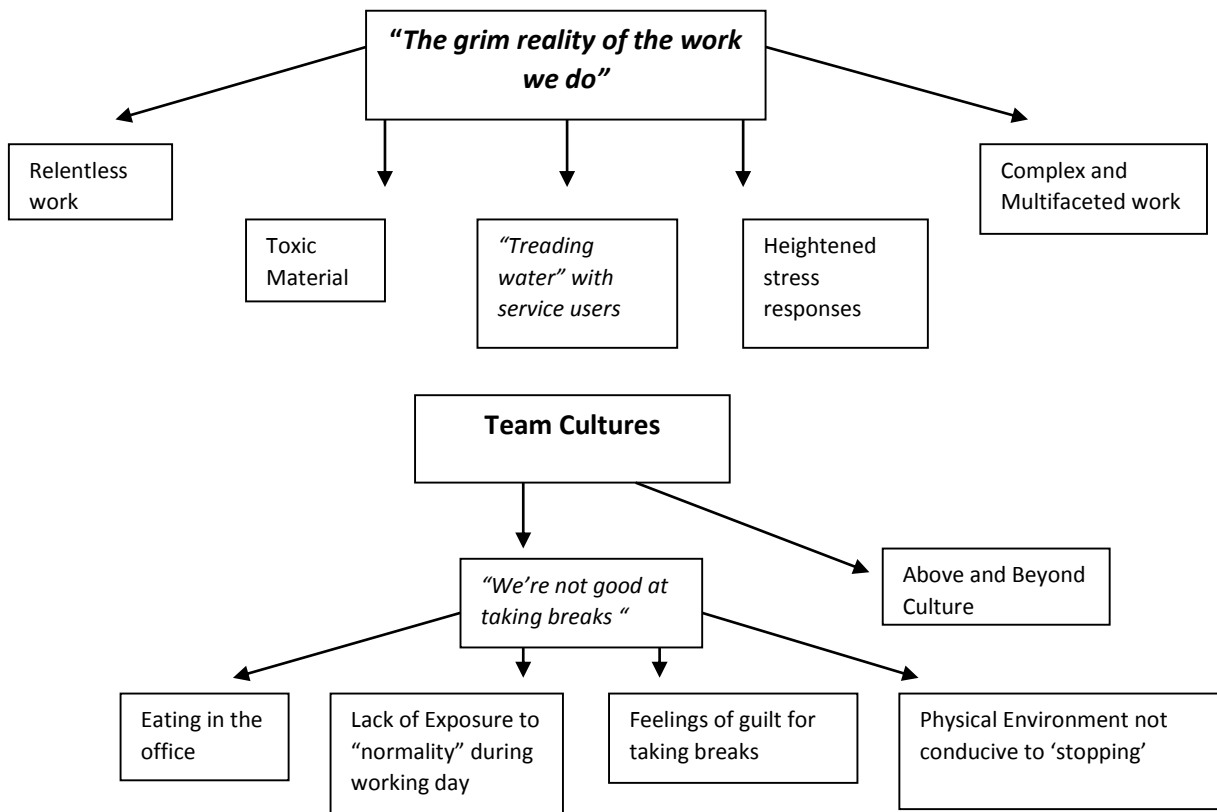 “The grim reality of the work
we do”
Relentless
work
Complex and
Multifaceted work
Toxic
Material
“Treading
water” with
service users
Heightened
stress
responses
Team Cultures
“We’re not good at
taking breaks “
Above and Beyond
Culture
Eating in the
office
Lack of Exposure to
“normality” during
working day
Feelings of guilt for
taking breaks
Physical Environment not
conducive to ‘stopping’